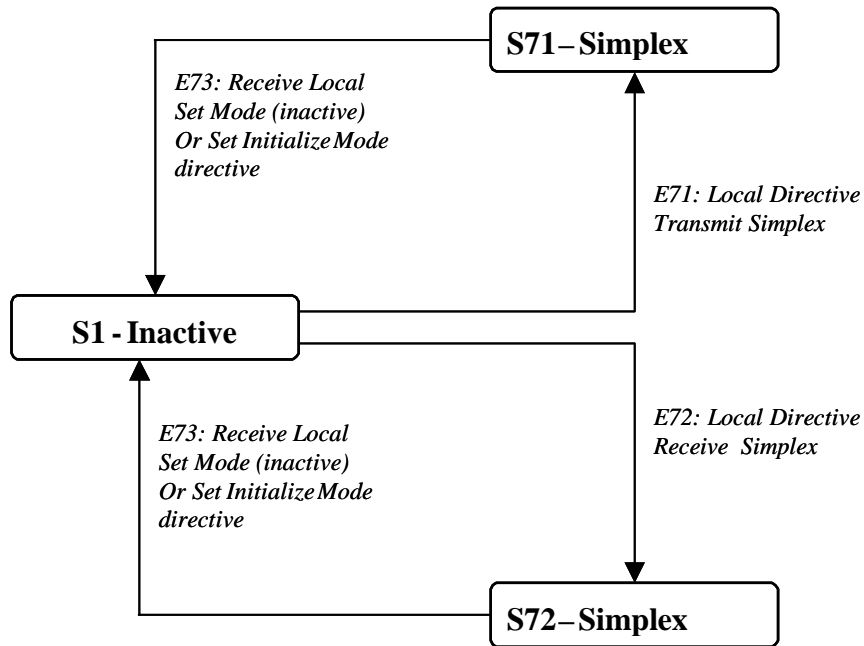 S71–Simplex
E73: Receive Local
Set Mode (inactive)
Or Set Initialize Mode
directive
E71: Local Directive
Transmit Simplex
S1 - Inactive
E73: Receive Local
Set Mode (inactive)
Or Set Initialize Mode
directive
E72: Local Directive
Receive Simplex
S72–Simplex